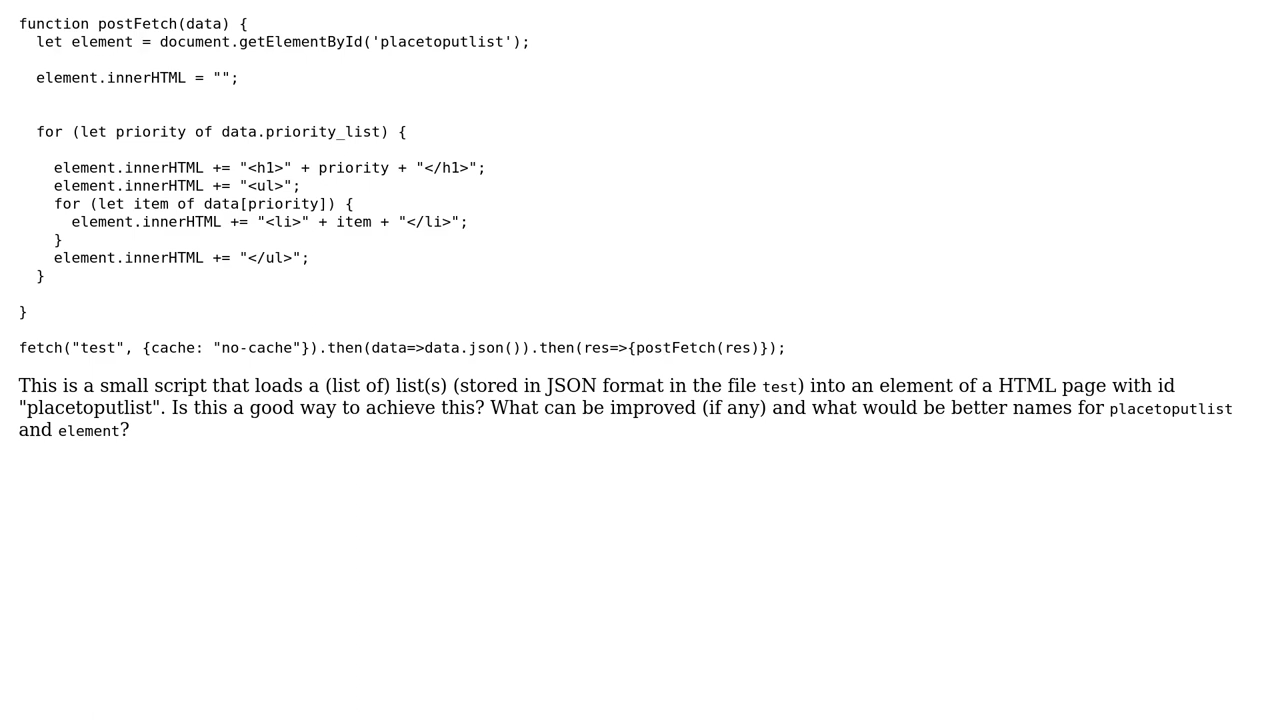 function postFetch(data) {
  let element = document.getElementById('placetoputlist');
  element.innerHTML = "";
  for (let priority of data.priority_list) {
    element.innerHTML += "<h1>" + priority + "</h1>";
    element.innerHTML += "<ul>";
    for (let item of data[priority]) {
      element.innerHTML += "<li>" + item + "</li>";
    }
    element.innerHTML += "</ul>";
  }
}
fetch("test", {cache: "no-cache"}).then(data=>data.json()).then(res=>{postFetch(res)});
This is a small script that loads a (list of) list(s) (stored in JSON format in the file test) into an element of a HTML page with id
"placetoputlist". Is this a good way to achieve this? What can be improved (if any) and what would be better names for placetoputlist
and element?